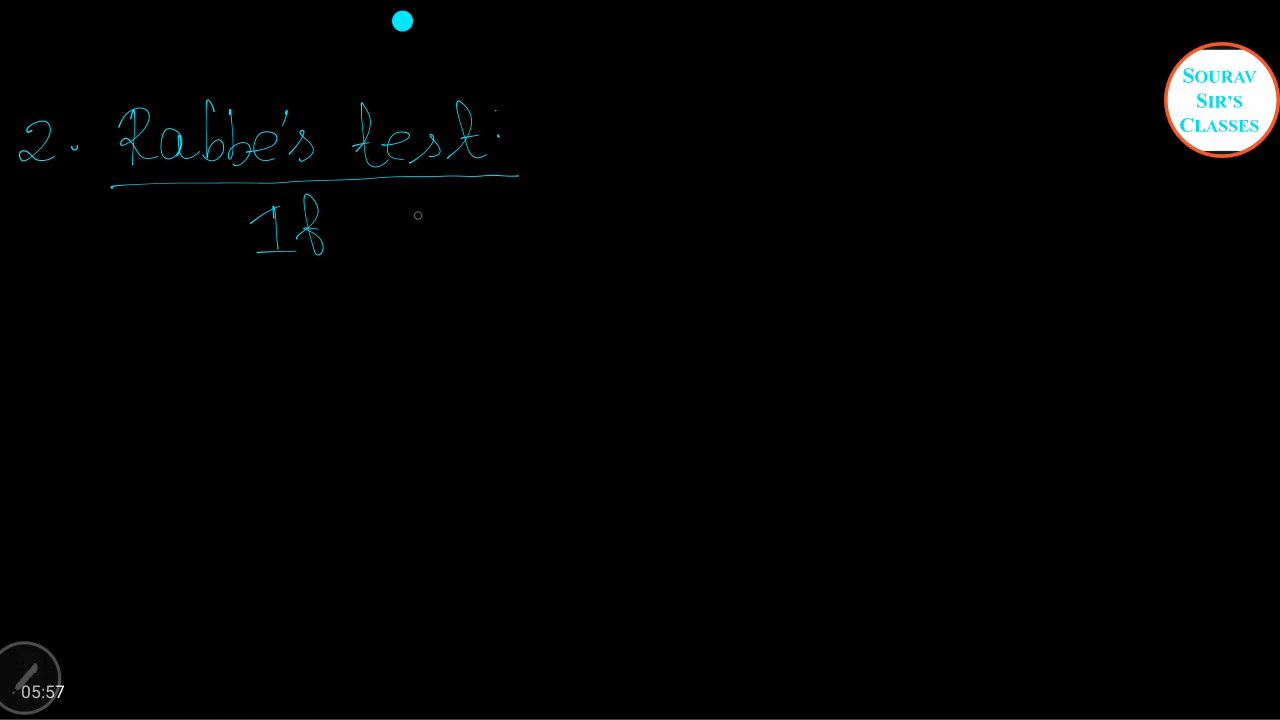 SOURAV
SIR'S
CLASSES
2. Rabbe's test:
If
05:57